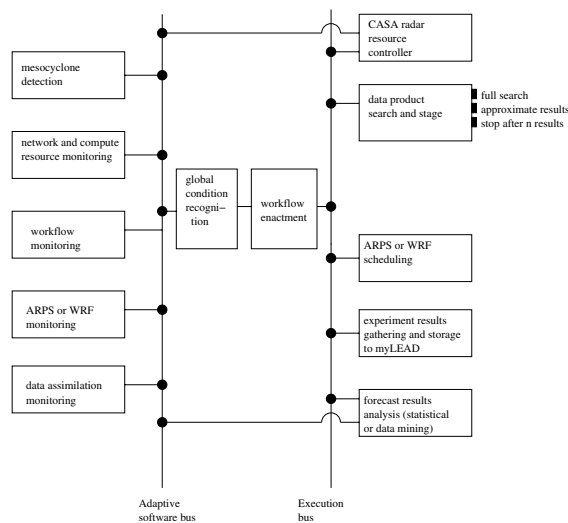 CASA radar
resource
controller
mesocyclone
detection
data product
search and stage
full search
approximate results
stop after n results
network and compute
resource monitoring
global
condition
recogni−
tion
workflow
enactment
workflow
monitoring
ARPS or WRF
scheduling
ARPS or WRF
monitoring
experiment results
gathering and storage
to myLEAD
data assimilation
monitoring
forecast results
analysis (statistical
or data mining)
Adaptive
software bus
Execution
bus